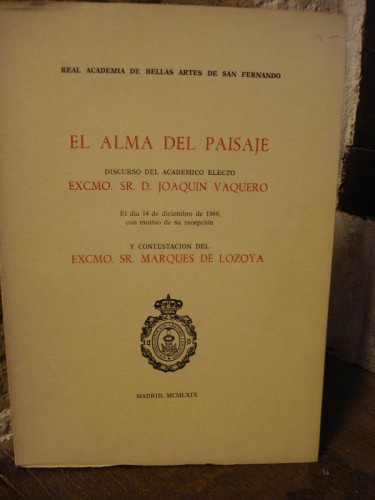 REAL ACADEMIA DE BELLAS ARTES DE SAN FERNANDO
EL ALMA DEL PAISAJE
DISCURSO DEL ACADEMICO ELECTO
EXCMO. SR. D. JOAQUIN VAQUERO
El día 14 de diciembre de 1969,
con motivo de su recepción
Y CONTESTACION DEL
EXCMO. SR. MARQUES DE LOZOYA
MADRID, MCMLXIX